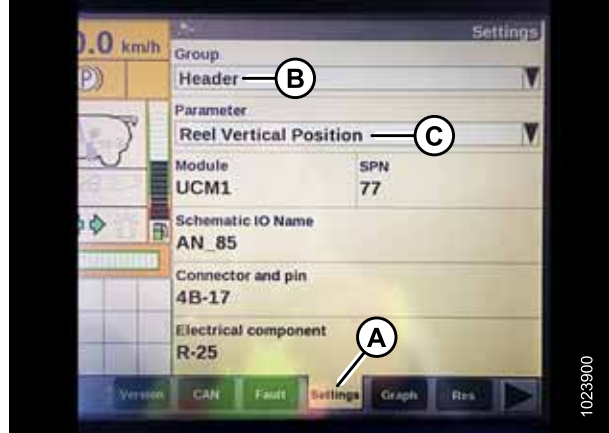 0.0 km/h
Settings
(P)
Group
Header
B
Parameter
Reel Vertical Position
C
Module
SPN
UCM1
77
Schematic IO Name
AN_85
Connector and pin
4B-17
Electrical component
R-25
A
Version
CAN
Fault
Settings
Graph
Res
1023900